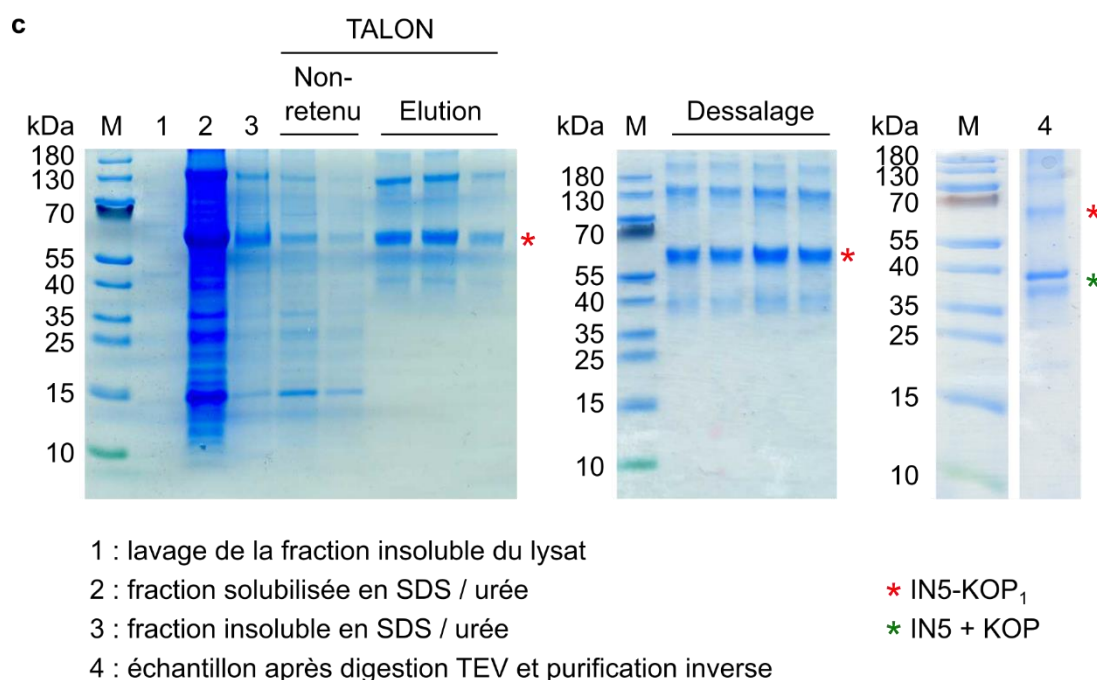 c
TALON
Non-
retenu
Elution
kDa M 1 2 3
180
130
70
55
40
35
25
15
10
*
Dessalage
kDa M
180
130
70
55
40
35
25
15
10
*
kDa M 4
180
130
70
55
40
35
25
15
10
*
*
1 : lavage de la fraction insoluble du lysat
2 : fraction solubilisée en SDS / urée
3 : fraction insoluble en SDS / urée
4 : échantillon après digestion TEV et purification inverse
* IN5-KOP₁
* IN5 + KOP